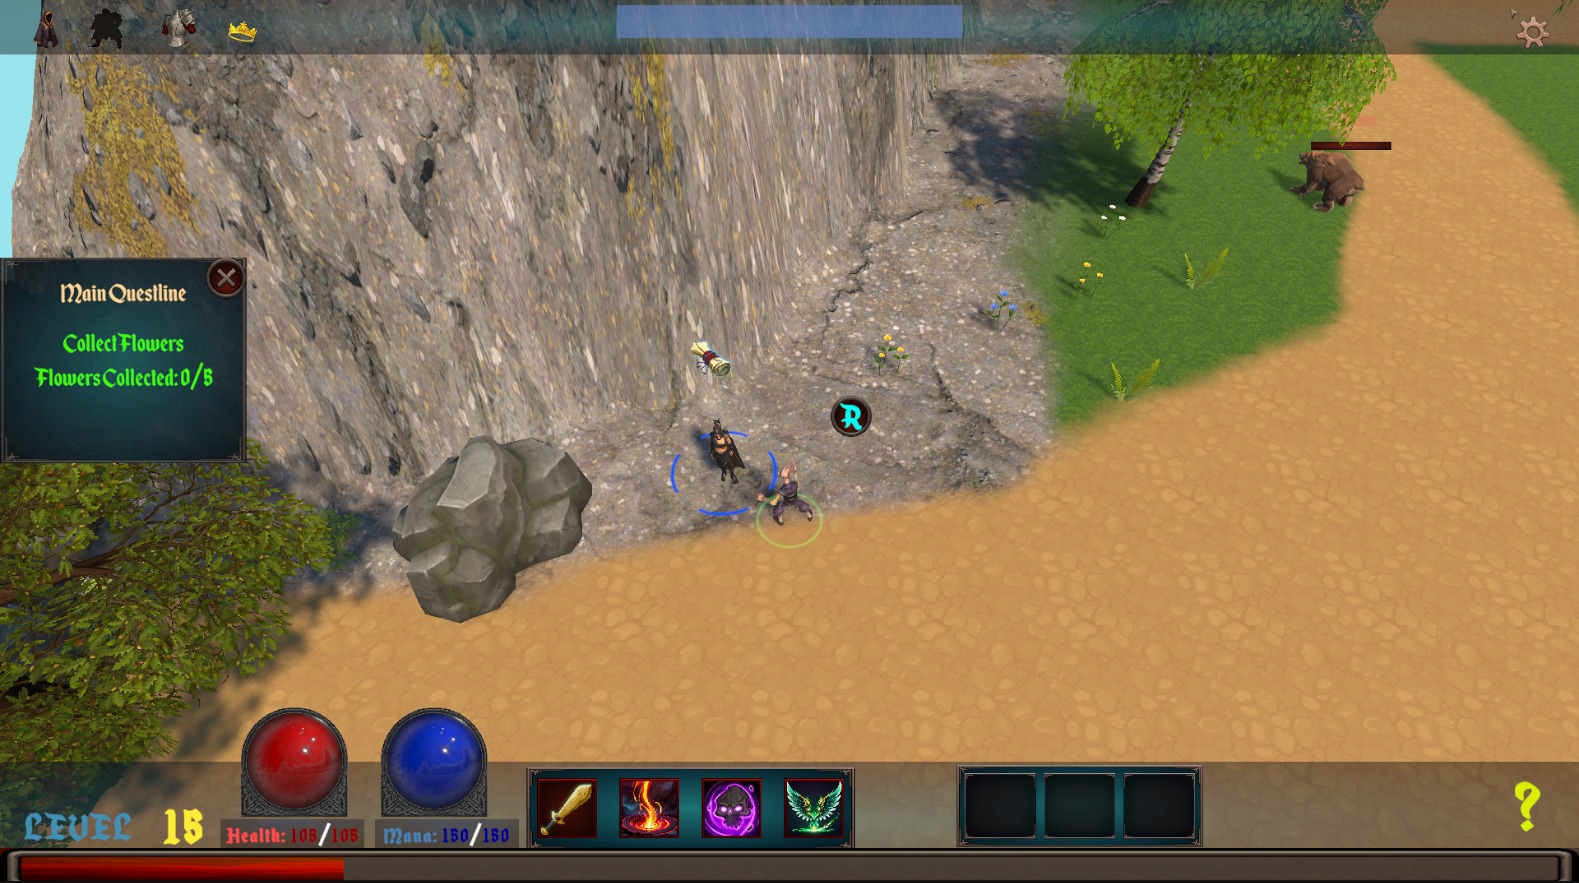 Main Questline
Collect Flowers
Flowers Collected: 0/5
R
LEVEL 15
Health: 105/105
Mana: 150/150
?